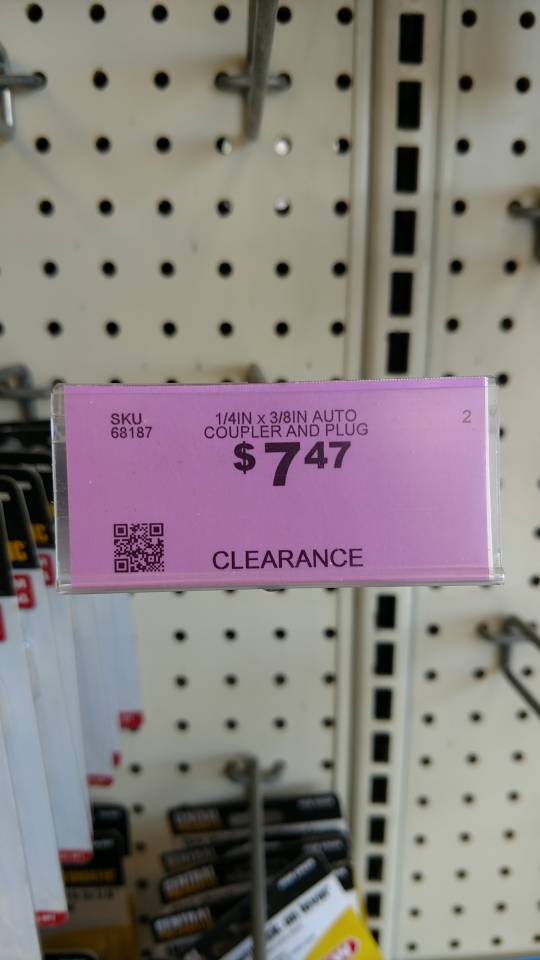 SKU
68187
1/4IN x 3/8IN AUTO
COUPLER AND PLUG
2
$747
CLEARANCE